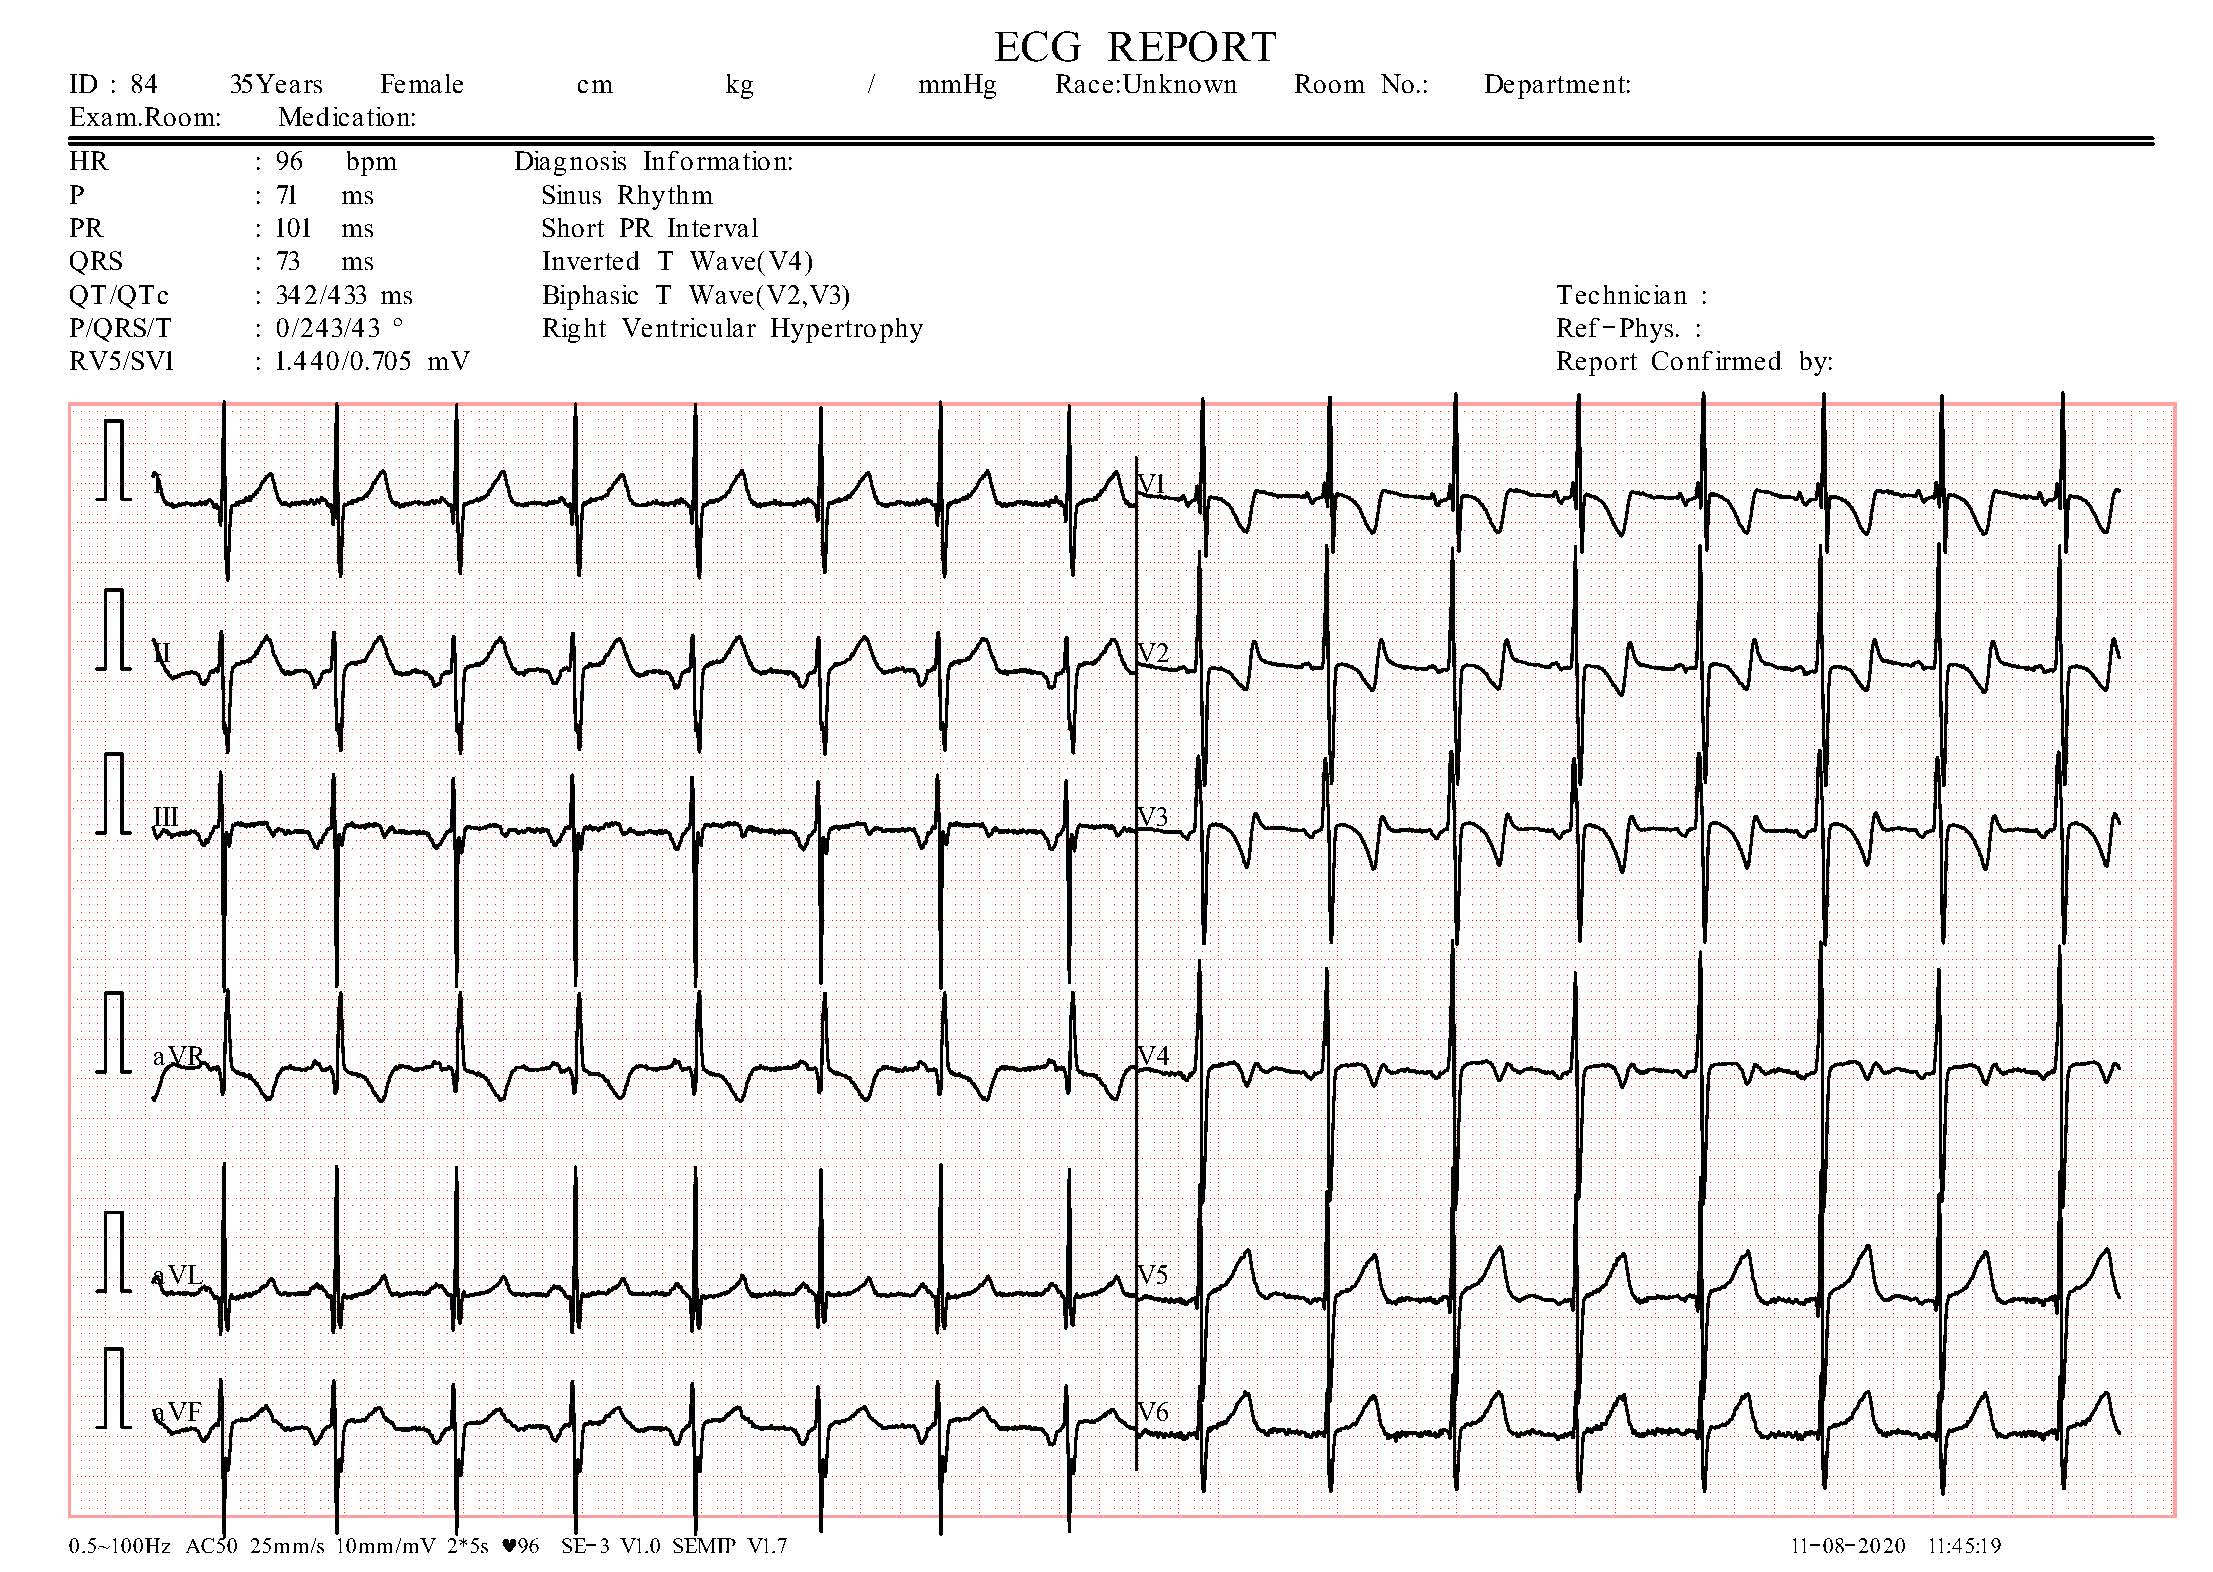 ECG REPORT
ID : 84 35Years Female cm kg / mmHg Race:Unknown Room No.: Department:
Exam.Room: Medication:
HR : 96 bpm Diagnosis Information:
P : 71 ms Sinus Rhythm
PR : 101 ms Short PR Interval
QRS : 73 ms Inverted T Wave(V4)
QT/QTc : 342/433 ms Biphasic T Wave(V2,V3) Technician :
P/QRS/T : 0/243/43 ° Right Ventricular Hypertrophy Ref-Phys. :
RV5/SV1 : 1.440/0.705 mV Report Confirmed by:
I V1
II V2
III V3
aVR V4
aVL V5
aVF V6
0.5~100Hz AC50 25mm/s 10mm/mV 2*5s ♥96 SE-3 V1.0 SEMIP V1.7 11-08-2020 11:45:19